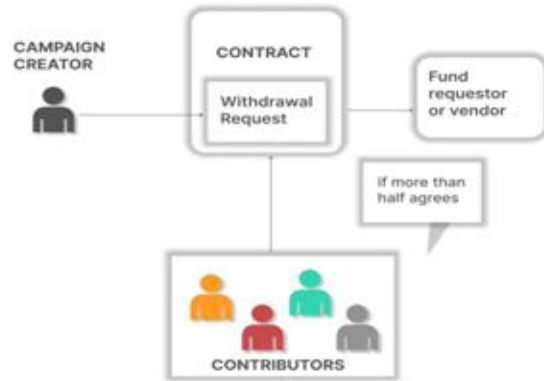 CAMPAIGN
CREATOR
CONTRACT
Withdrawal
Request
Fund
requestor
or vendor
if more than
half agrees
CONTRIBUTORS